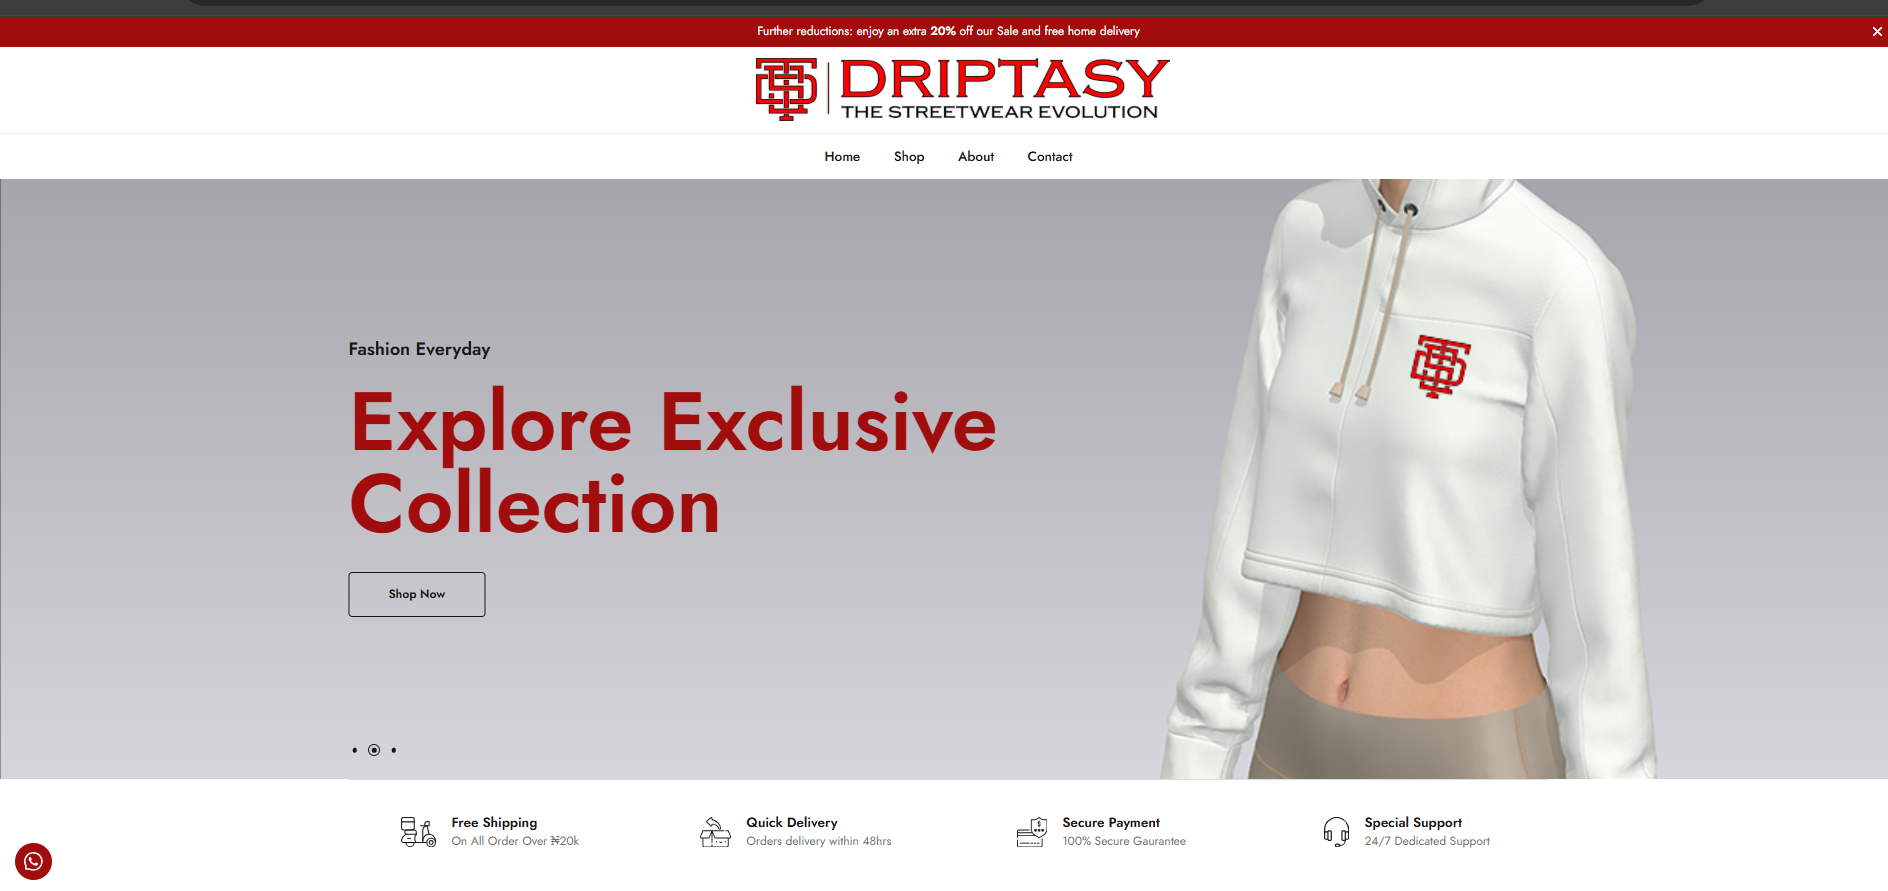 Further reductions: enjoy an extra 20% off our Sale and free home delivery
DRIPTASY
THE STREETWEAR EVOLUTION
Home Shop About Contact
Fashion Everyday
Explore Exclusive
Collection
Shop Now
Free Shipping
On All Order Over ₦20k
Quick Delivery
Orders delivery within 48hrs
Secure Payment
100% Secure Gaurantee
Special Support
24/7 Dedicated Support